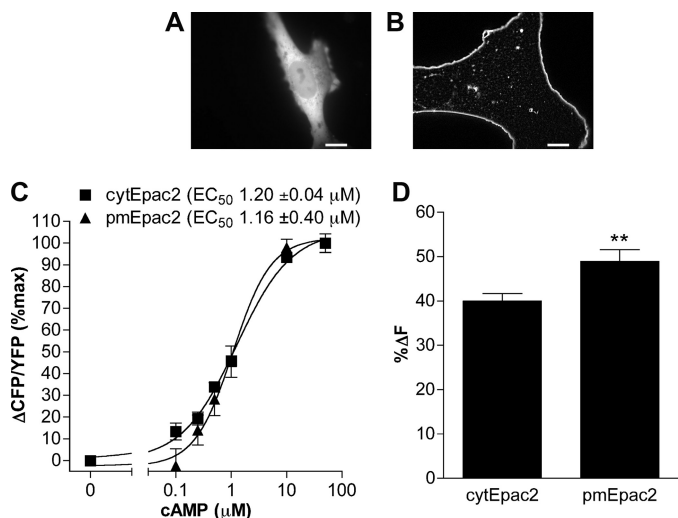 A
B
C
cytEpac2 (EC50 1.20 ±0.04 μM)
pmEpac2 (EC50 1.16 ±0.40 μM)
ΔCFP/YFP (%max)
110
100
90
80
70
60
50
40
30
20
10
0
0
0.1
1
10
100
cAMP (μM)
D
%ΔF
60
50
40
30
20
10
0
**
cytEpac2
pmEpac2